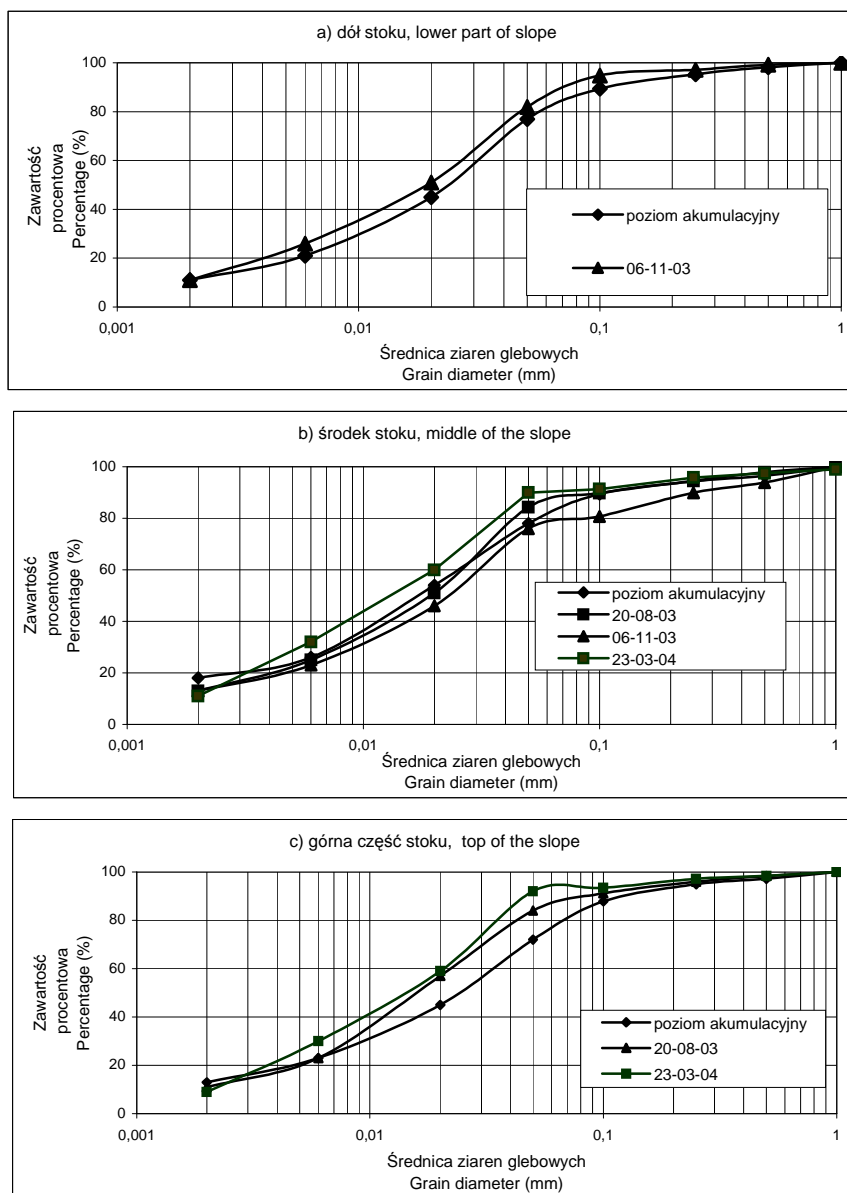 a) dół stoku, lower part of slope
Zawartość
procentowa
Percentage (%)
100
80
60
40
20
0
poziom akumulacyjny
06-11-03
0,001
0,01
0,1
1
Średnica ziaren glebowych
Grain diameter (mm)
b) środek stoku, middle of the slope
Zawartość
procentowa
Percentage (%)
100
80
60
40
20
0
poziom akumulacyjny
20-08-03
06-11-03
23-03-04
0,001
0,01
0,1
1
Średnica ziaren glebowych
Grain diameter (mm)
c) górna część stoku, top of the slope
Zawartość
procentowa
Percentage (%)
100
80
60
40
20
0
poziom akumulacyjny
20-08-03
23-03-04
0,001
0,01
0,1
1
Średnica ziaren glebowych
Grain diameter (mm)